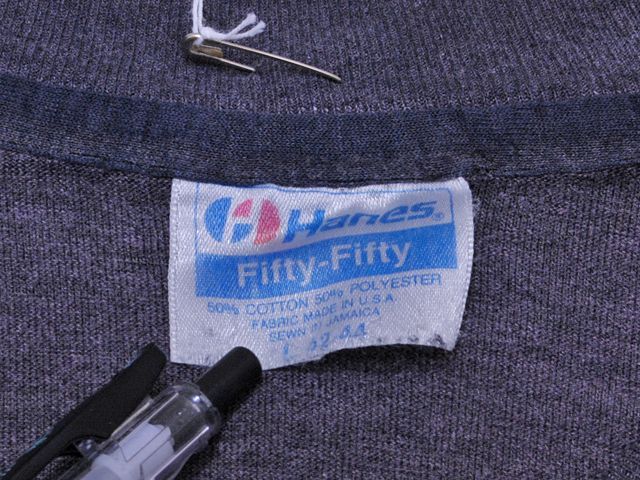 Hanes®
Fifty-Fifty
50% COTTON 50% POLYESTER
FABRIC MADE IN U.S.A
SEWN IN JAMAICA
L 42-44